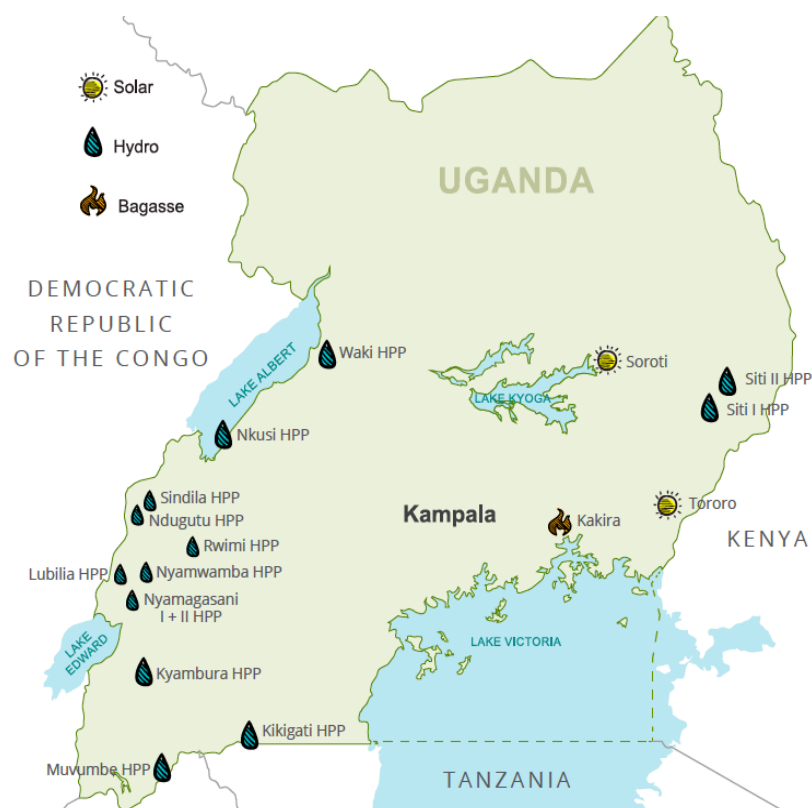 Solar
Hydro
Bagasse
UGANDA
DEMOCRATIC
REPUBLIC
OF THE CONGO
LAKE ALBERT
Waki HPP
Soroti
LAKE KYOGA
Siti II HPP
Siti I HPP
Nkusi HPP
Sindila HPP
Ndugutu HPP
Kampala
Tororo
Kakira
KENYA
Rwimi HPP
Lubilia HPP
Nyamwamba HPP
Nyamagasani
I + II HPP
LAKE
EDWARD
LAKE VICTORIA
Kyambura HPP
Kikigati HPP
Muvumbe HPP
TANZANIA